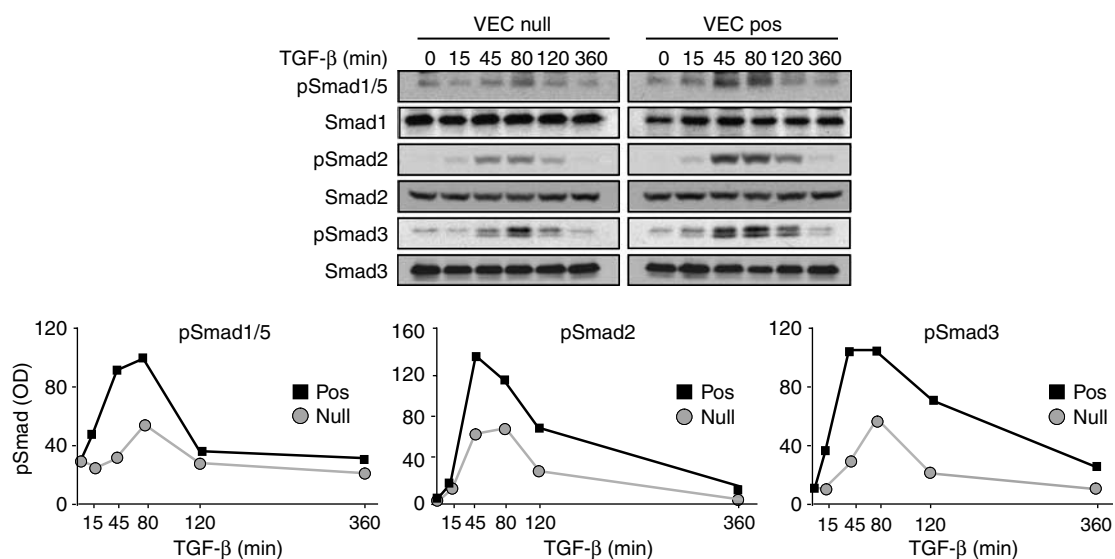 VEC null VEC pos
TGF-β (min) 0 15 45 80 120 360 0 15 45 80 120 360
pSmad1/5
Smad1
pSmad2
Smad2
pSmad3
Smad3
pSmad1/5
120
80
40
0
pSmad (OD)
Pos
Null
15 45 80 120 360
TGF-β (min)
pSmad2
160
120
80
40
0
Pos
Null
15 45 80 120 360
TGF-β (min)
pSmad3
120
80
40
0
Pos
Null
15 45 80 120 360
TGF-β (min)